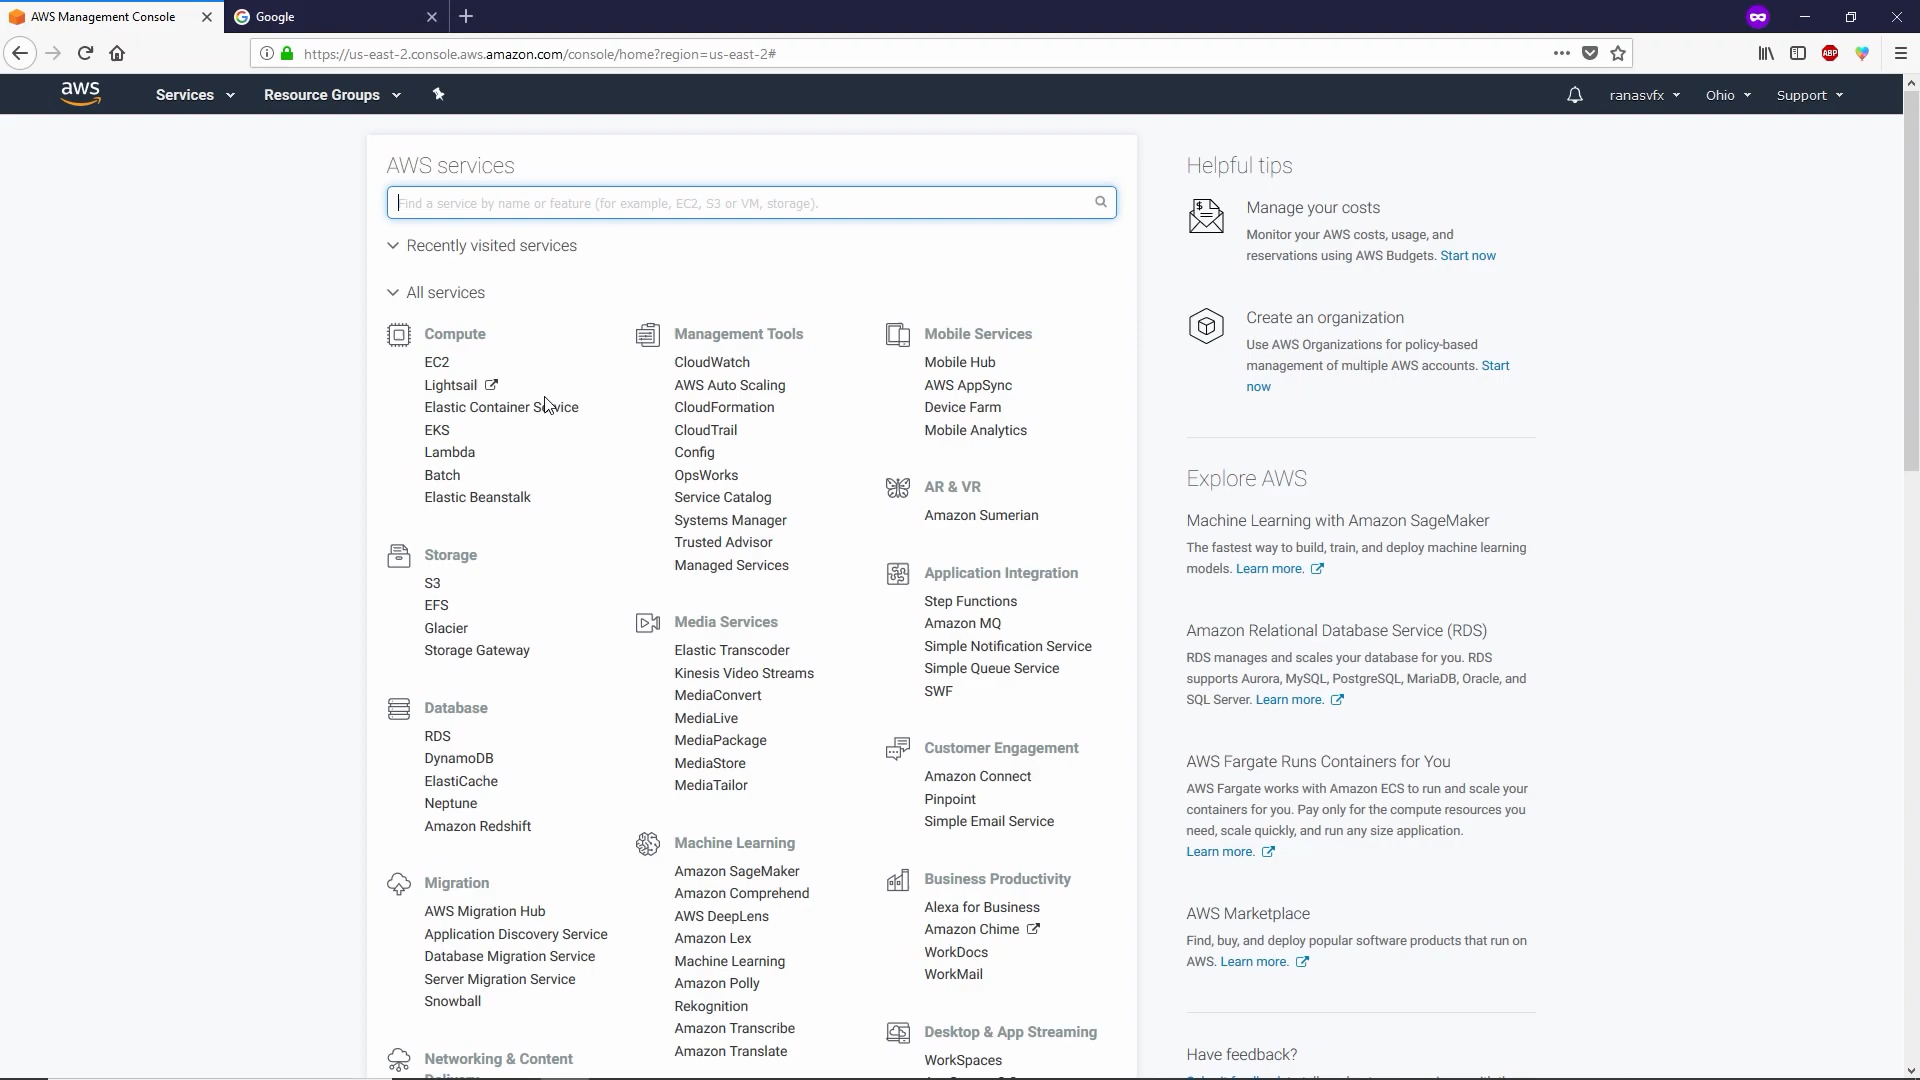 AWS Management Console
Google
https://us-east-2.console.aws.amazon.com/console/home?region=us-east-2#
ABP
aws
Services
Resource Groups
ranasvfx
Ohio
Support
AWS services
Find a service by name or feature (for example, EC2, S3 or VM, storage).
Recently visited services
All services
Compute
EC2
Lightsail
Elastic Container Service
EKS
Lambda
Batch
Elastic Beanstalk
Storage
S3
EFS
Glacier
Storage Gateway
Database
RDS
DynamoDB
ElastiCache
Neptune
Amazon Redshift
Migration
AWS Migration Hub
Application Discovery Service
Database Migration Service
Server Migration Service
Snowball
Networking & Content
Delivery
Management Tools
CloudWatch
AWS Auto Scaling
CloudFormation
CloudTrail
Config
OpsWorks
Service Catalog
Systems Manager
Trusted Advisor
Managed Services
Media Services
Elastic Transcoder
Kinesis Video Streams
MediaConvert
MediaLive
MediaPackage
MediaStore
MediaTailor
Machine Learning
Amazon SageMaker
Amazon Comprehend
AWS DeepLens
Amazon Lex
Machine Learning
Amazon Polly
Rekognition
Amazon Transcribe
Amazon Translate
Mobile Services
Mobile Hub
AWS AppSync
Device Farm
Mobile Analytics
AR & VR
Amazon Sumerian
Application Integration
Step Functions
Amazon MQ
Simple Notification Service
Simple Queue Service
SWF
Customer Engagement
Amazon Connect
Pinpoint
Simple Email Service
Business Productivity
Alexa for Business
Amazon Chime
WorkDocs
WorkMail
Desktop & App Streaming
WorkSpaces
Helpful tips
Manage your costs
Monitor your AWS costs, usage, and
reservations using AWS Budgets. Start now
Create an organization
Use AWS Organizations for policy-based
management of multiple AWS accounts. Start
now
Explore AWS
Machine Learning with Amazon SageMaker
The fastest way to build, train, and deploy machine learning
models. Learn more.
Amazon Relational Database Service (RDS)
RDS manages and scales your database for you. RDS
supports Aurora, MySQL, PostgreSQL, MariaDB, Oracle, and
SQL Server. Learn more.
AWS Fargate Runs Containers for You
AWS Fargate works with Amazon ECS to run and scale your
containers for you. Pay only for the compute resources you
need, scale quickly, and run any size application.
Learn more.
AWS Marketplace
Find, buy, and deploy popular software products that run on
AWS. Learn more.
Have feedback?